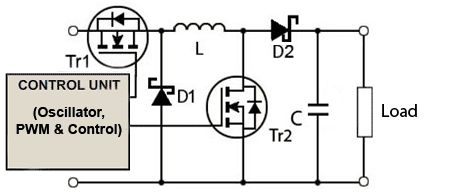 Tr1
L
D2
CONTROL UNIT
(Oscillator,
PWM & Control)
D1
Tr2
C
Load